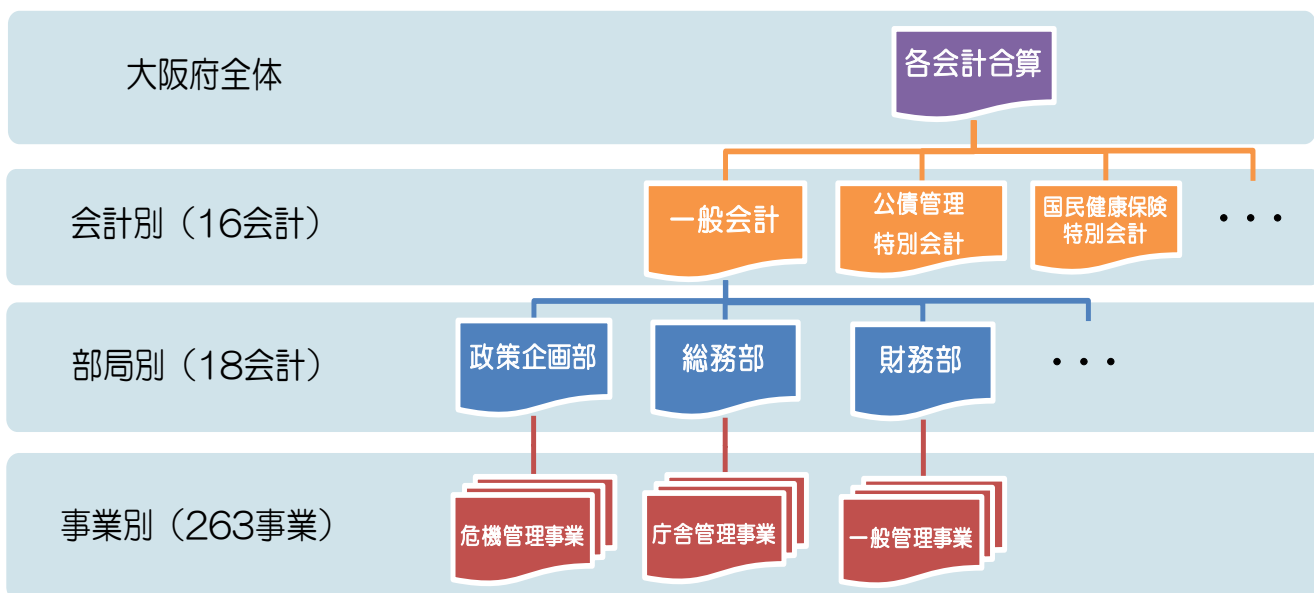 大阪府全体
各会計合算
会計別（16会計）
一般会計
公債管理
特別会計
国民健康保険
特別会計
・・・
部局別（18会計）
政策企画部
総務部
財務部
・・・
事業別（263事業）
危機管理事業
庁舎管理事業
一般管理事業